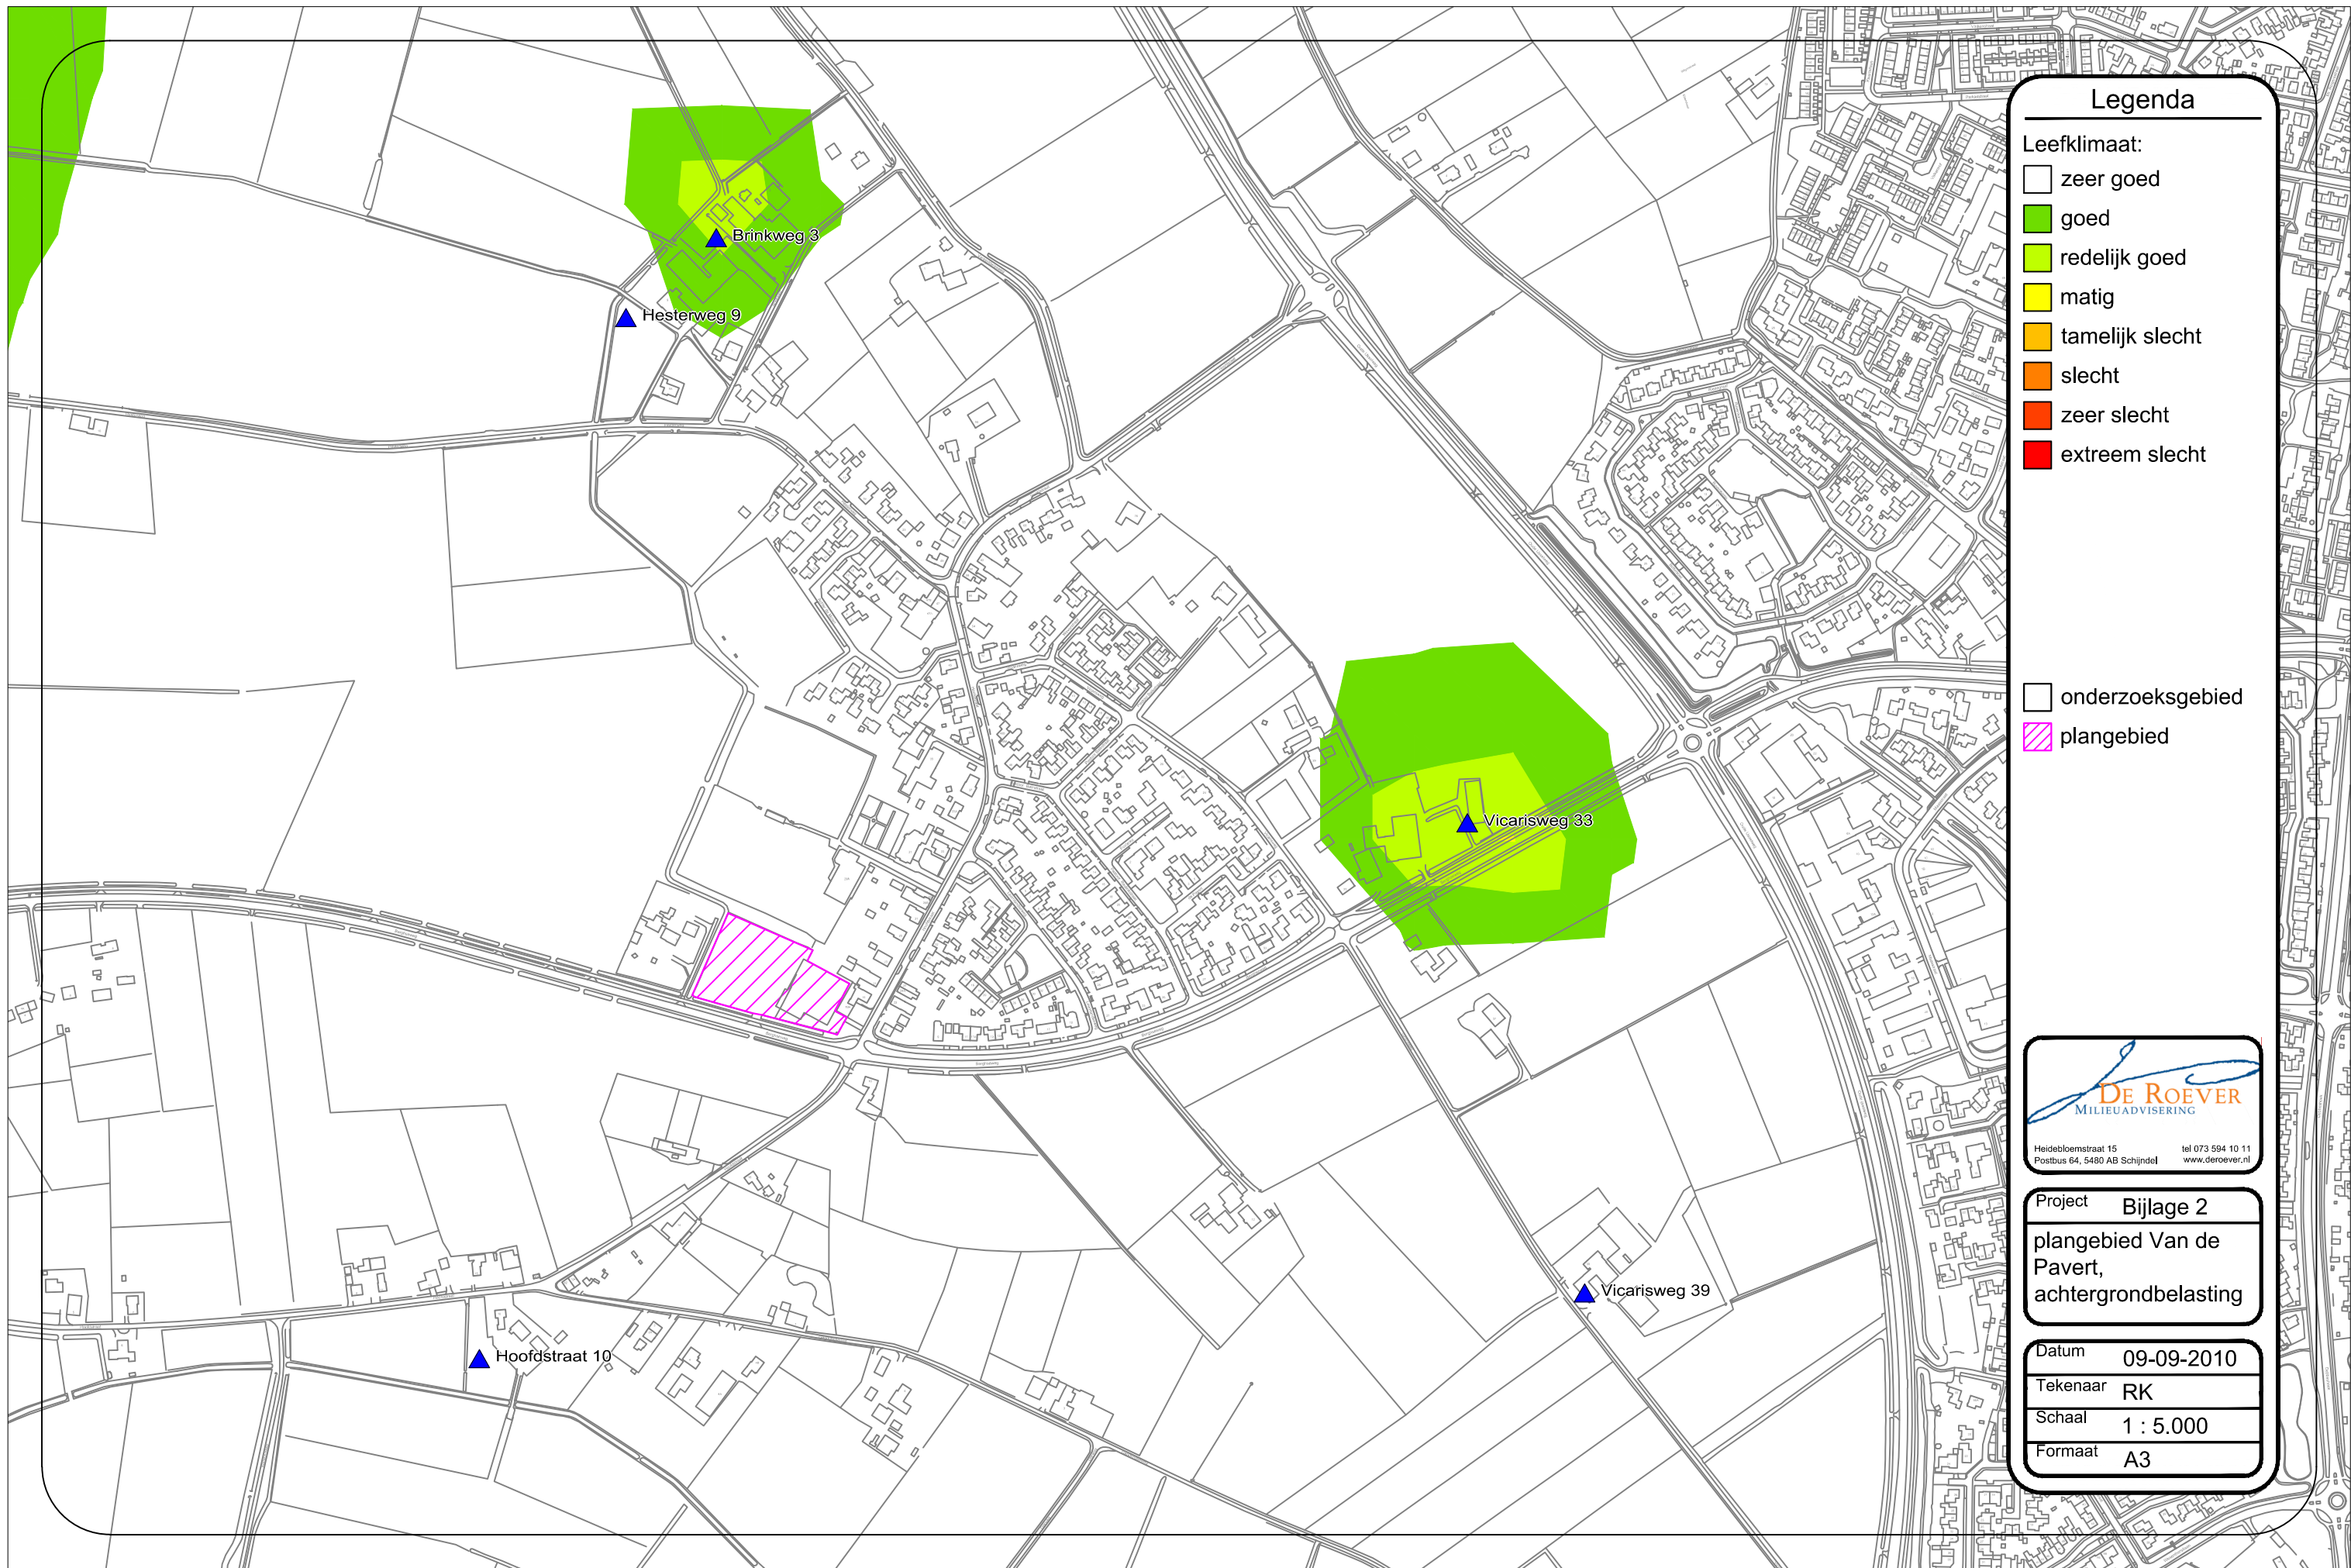 Brinkweg 3
Hesterweg 9
Vicarisweg 33
Vicarisweg 39
Hoofdstraat 10
Legenda
Leefklimaat:
zeer goed
goed
redelijk goed
matig
tamelijk slecht
slecht
zeer slecht
extreem slecht
onderzoeksgebied
plangebied
DE ROEVER
MILIEUADVISERING
Heidebloemstraat 15 tel 073 594 10 11
Postbus 64, 5480 AB Schijndel www.deroever.nl
Project Bijlage 2
plangebied Van de
Pavert,
achtergrondbelasting
Datum 09-09-2010
Tekenaar RK
Schaal 1 : 5.000
Formaat A3